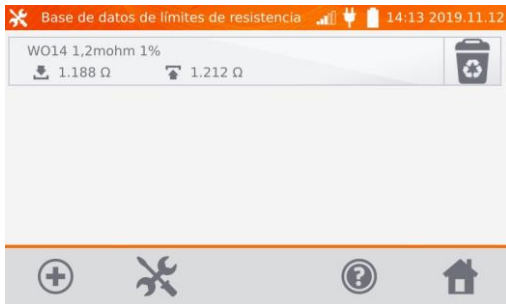 Base de datos de límites de resistencia 14:13 2019.11.12
WO14 1,2mohm 1%
1.188 Ω 1.212 Ω